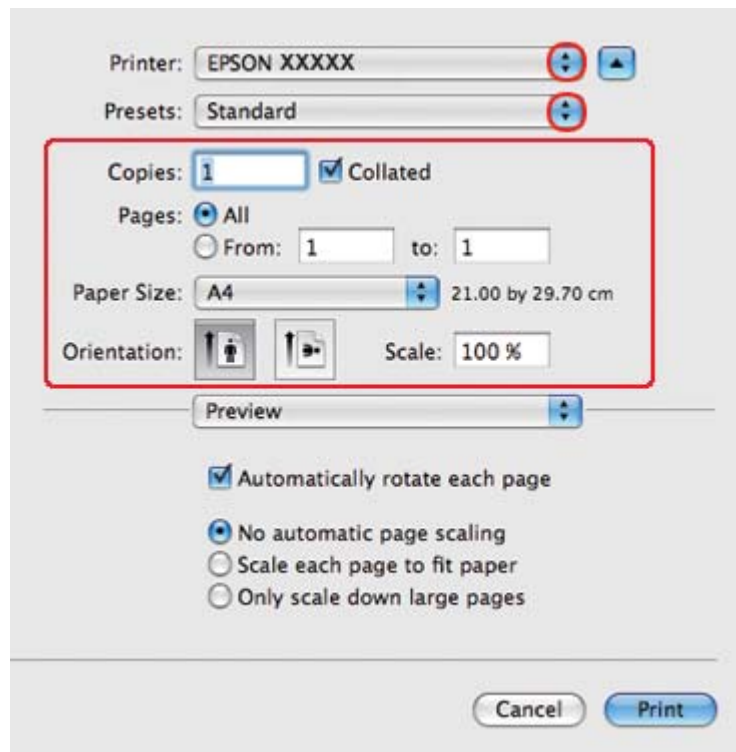 Printer: EPSON XXXXX
Presets: Standard
Copies: 1 Collated
Pages: All
From: 1 to: 1
Paper Size: A4 21.00 by 29.70 cm
Orientation: Scale: 100 %
Preview
Automatically rotate each page
No automatic page scaling
Scale each page to fit paper
Only scale down large pages
Cancel Print